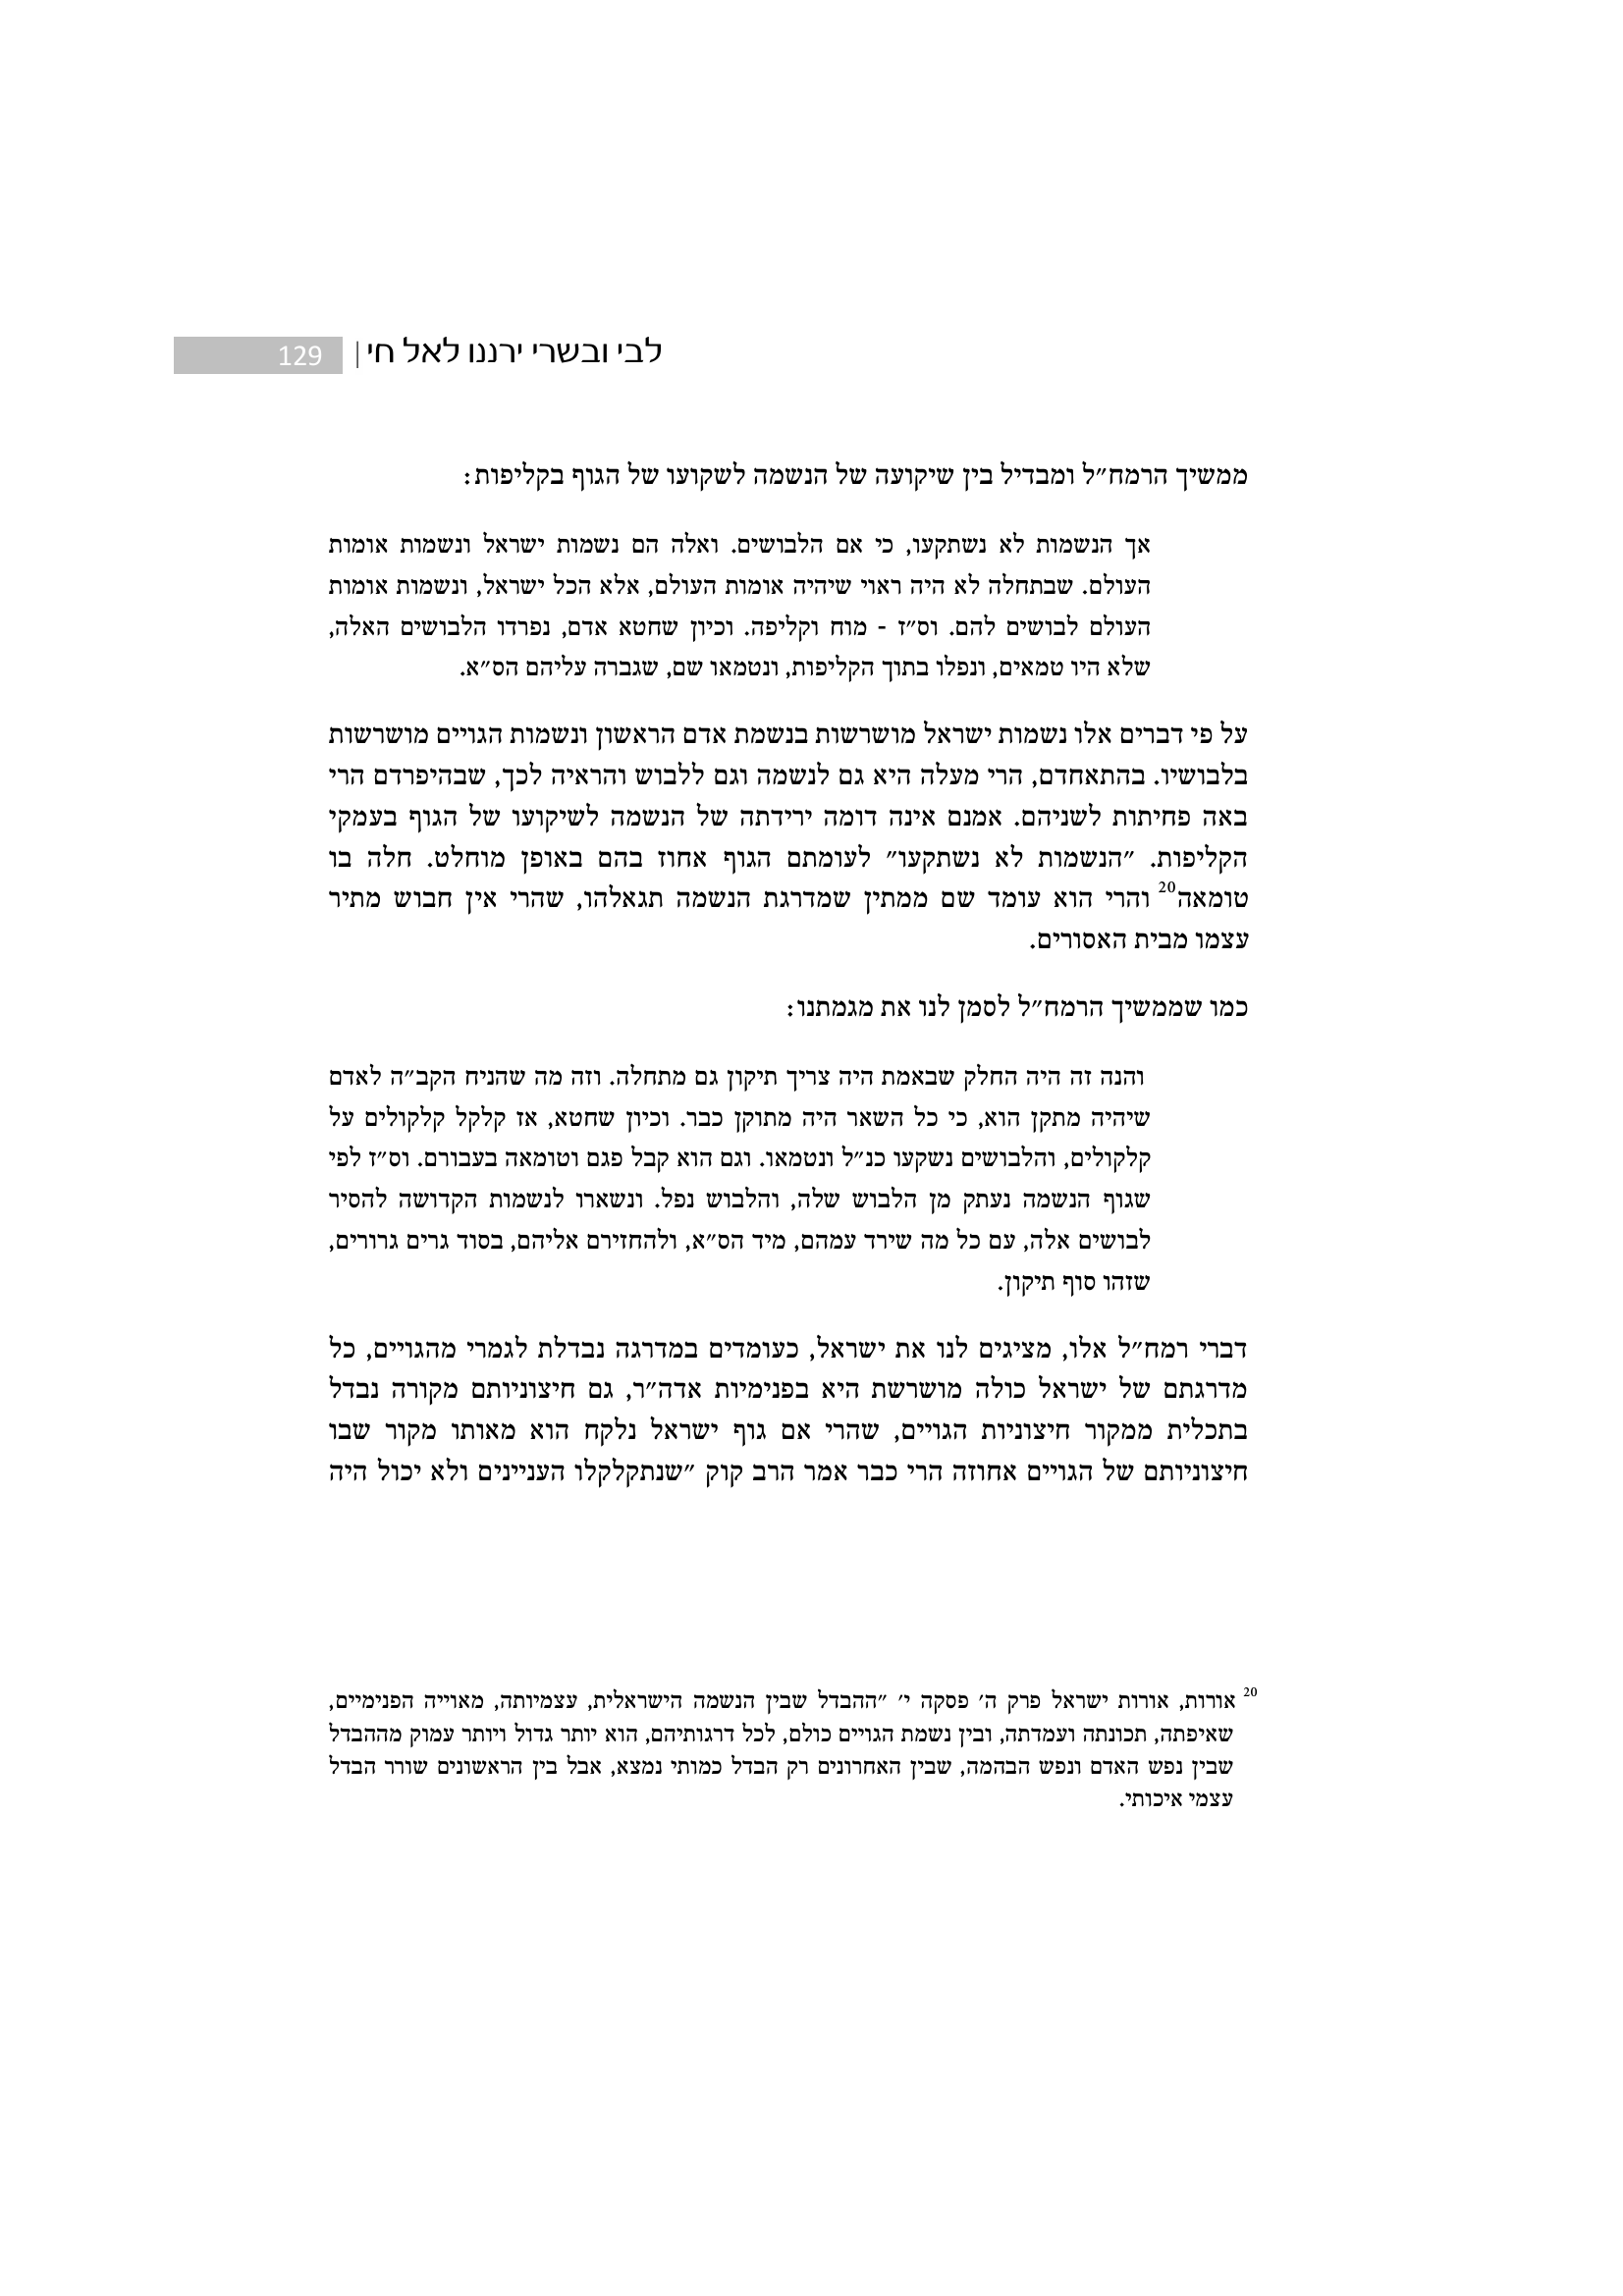 לבי ובשרי ירננו לאל חי | 129
ממשיך הרמח״ל ומבדיל בין שיקועה של הנשמה לשקועו של הגוף בקליפות:
אך הנשמות לא נשתקעו, כי אם הלבושים. ואלה הם נשמות ישראל ונשמות אומות
העולם. שבתחלה לא היה ראוי שיהיה אומות העולם, אלא הכל ישראל, ונשמות אומות
העולם לבושים להם. וס״ז - מוח וקליפה. וכיון שחטא אדם, נפרדו הלבושים האלה,
שלא היו טמאים, ונפלו בתוך הקליפות, ונטמאו שם, שגברה עליהם הס״א.
על פי דברים אלו נשמות ישראל מושרשות בנשמת אדם הראשון ונשמות הגויים מושרשות
בלבושיו. בהתאחדם, הרי מעלה היא גם לנשמה וגם ללבוש והראיה לכך, שבהיפרדם הרי
באה פחיתות לשניהם. אמנם אינה דומה ירידתה של הנשמה לשיקועו של הגוף בעמקי
הקליפות. ״הנשמות לא נשתקעו״ לעומתם הגוף אחוז בהם באופן מוחלט. חלה בו
טומאה20 והרי הוא עומד שם ממתין שמדרגת הנשמה תגאלהו, שהרי אין חבוש מתיר
עצמו מבית האסורים.
כמו שממשיך הרמח״ל לסמן לנו את מגמתנו:
והנה זה היה החלק שבאמת היה צריך תיקון גם מתחלה. וזה מה שהניח הקב״ה לאדם
שיהיה מתקן הוא, כי כל השאר היה מתוקן כבר. וכיון שחטא, אז קלקל קלקולים על
קלקולים, והלבושים נשקעו כנ״ל ונטמאו. וגם הוא קבל פגם וטומאה בעבורם. וס״ז לפי
שגוף הנשמה נעתק מן הלבוש שלה, והלבוש נפל. ונשארו לנשמות הקדושה להסיר
לבושים אלה, עם כל מה שירד עמהם, מיד הס״א, ולהחזירם אליהם, בסוד גרים גרורים,
שזהו סוף תיקון.
דברי רמח״ל אלו, מציגים לנו את ישראל, כעומדים במדרגה נבדלת לגמרי מהגויים, כל
מדרגתם של ישראל כולה מושרשת היא בפנימיות אדה״ר, גם חיצוניותם מקורה נבדל
בתכלית ממקור חיצוניות הגויים, שהרי אם גוף ישראל נלקח הוא מאותו מקור שבו
חיצוניותם של הגויים אחוזה הרי כבר אמר הרב קוק ״שנתקלקלו העניינים ולא יכול היה
20 אורות, אורות ישראל פרק ה׳ פסקה י׳ ״ההבדל שבין הנשמה הישראלית, עצמיותה, מאוייה הפנימיים,
שאיפתה, תכונתה ועמדתה, ובין נשמת הגויים כולם, לכל דרגותיהם, הוא יותר גדול ויותר עמוק מההבדל
שבין נפש האדם ונפש הבהמה, שבין האחרונים רק הבדל כמותי נמצא, אבל בין הראשונים שורר הבדל
עצמי איכותי.